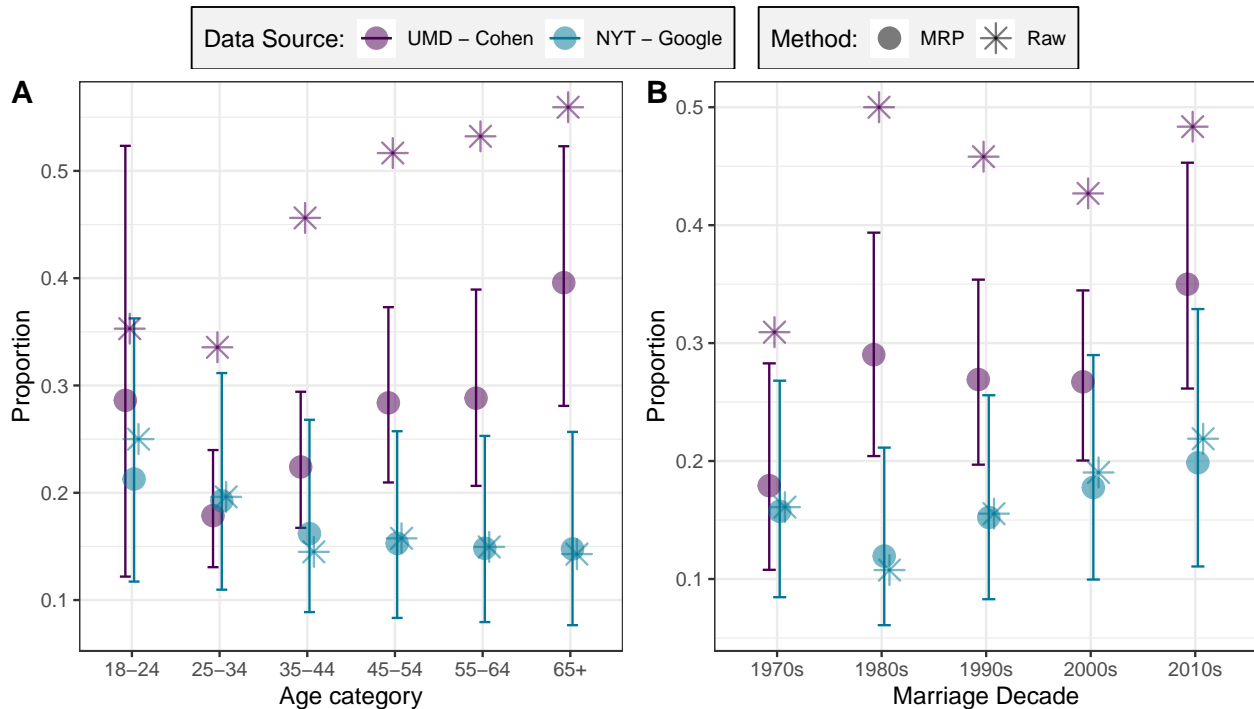 Data Source: UMD – Cohen NYT – Google Method: MRP Raw
A
Proportion
0.5
0.4
0.3
0.2
0.1
18–24 25–34 35–44 45–54 55–64 65+
Age category
B
Proportion
0.5
0.4
0.3
0.2
0.1
1970s 1980s 1990s 2000s 2010s
Marriage Decade